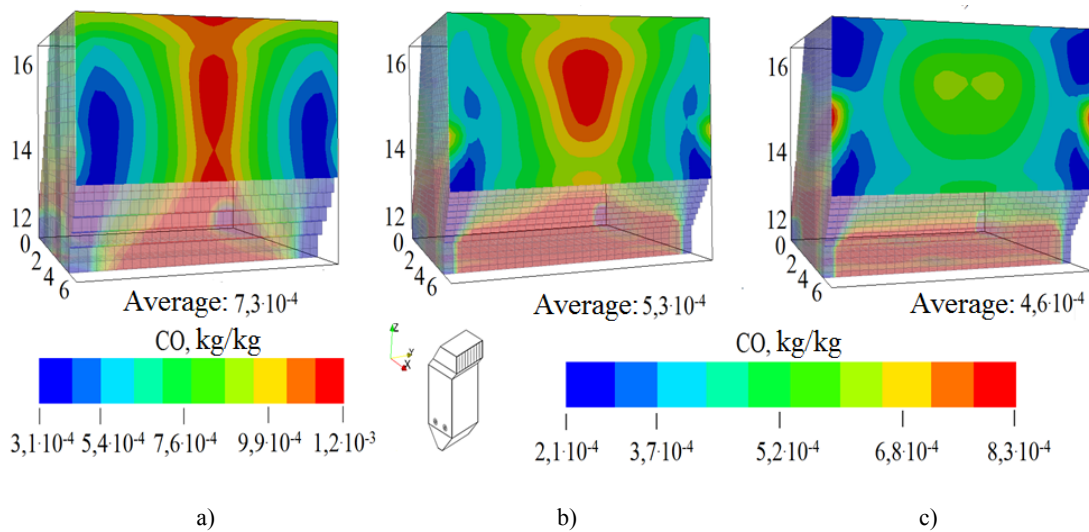 16
14
12
0
2
4
6
Average: 7,3·10⁻⁴
16
14
12
0
2
4
6
Average: 5,3·10⁻⁴
16
14
12
0
2
4
6
Average: 4,6·10⁻⁴
CO, kg/kg
3,1·10⁻⁴ 5,4·10⁻⁴ 7,6·10⁻⁴ 9,9·10⁻⁴ 1,2·10⁻³
Z
Y
X
CO, kg/kg
2,1·10⁻⁴ 3,7·10⁻⁴ 5,2·10⁻⁴ 6,8·10⁻⁴ 8,3·10⁻⁴
a) b) c)